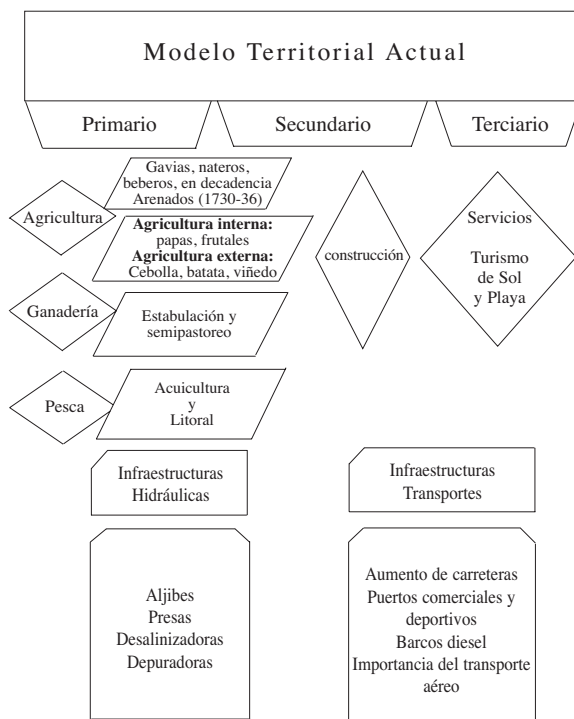 Modelo Territorial Actual
Primario
Secundario
Terciario
Agricultura
Gavias, nateros,
beberos, en decadencia
Arenados (1730-36)
Agricultura interna:
papas, frutales
Agricultura externa:
Cebolla, batata, viñedo
construcción
Servicios
Turismo
de Sol
y Playa
Ganadería
Estabulación y
semipastoreo
Pesca
Acuicultura
y
Litoral
Infraestructuras
Hidráulicas
Infraestructuras
Transportes
Aljibes
Presas
Desalinizadoras
Depuradoras
Aumento de carreteras
Puertos comerciales y
deportivos
Barcos diesel
Importancia del transporte
aéreo